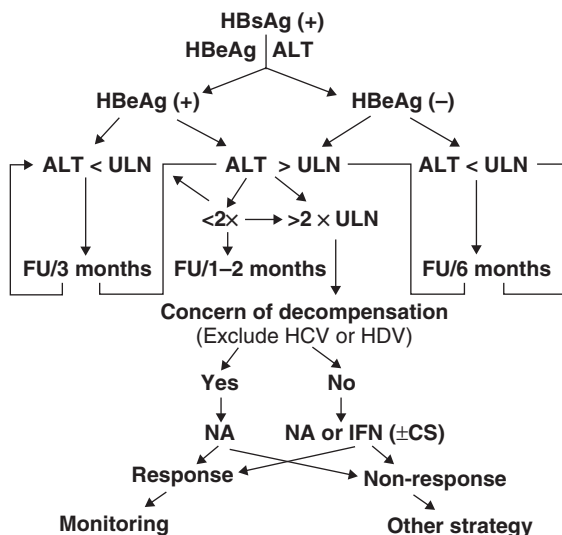 HBsAg (+)
HBeAg ALT
HBeAg (+) HBeAg (–)
ALT < ULN ALT > ULN ALT < ULN
<2× >2 × ULN
FU/3 months FU/1–2 months FU/6 months
Concern of decompensation
(Exclude HCV or HDV)
Yes No
NA NA or IFN (±CS)
Response Non-response
Monitoring Other strategy